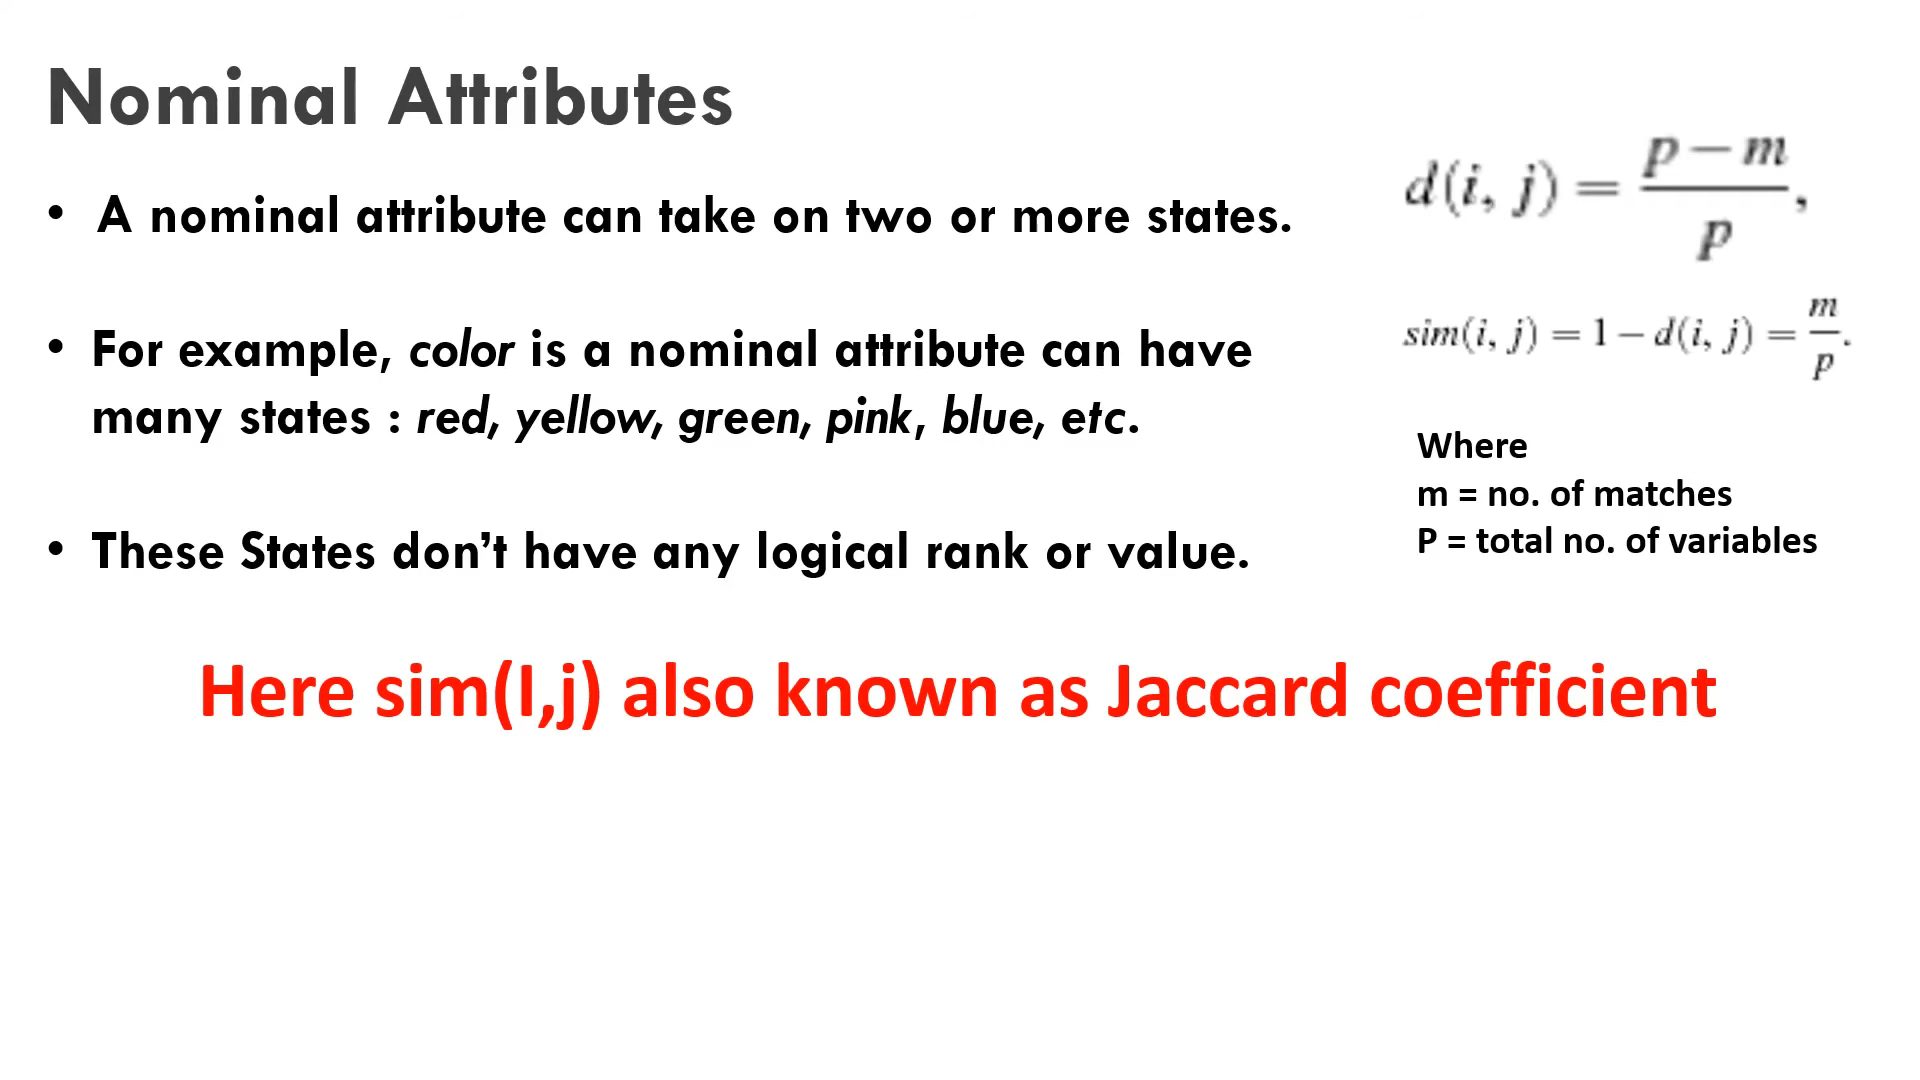 Nominal Attributes
• A nominal attribute can take on two or more states.
• For example, color is a nominal attribute can have
many states : red, yellow, green, pink, blue, etc.
• These States don’t have any logical rank or value.
d(i, j) = \frac{p − m}{p},
sim(i, j) = 1 − d(i, j) = \frac{m}{p}.
Where
m = no. of matches
P = total no. of variables
Here sim(I,j) also known as Jaccard coefficient